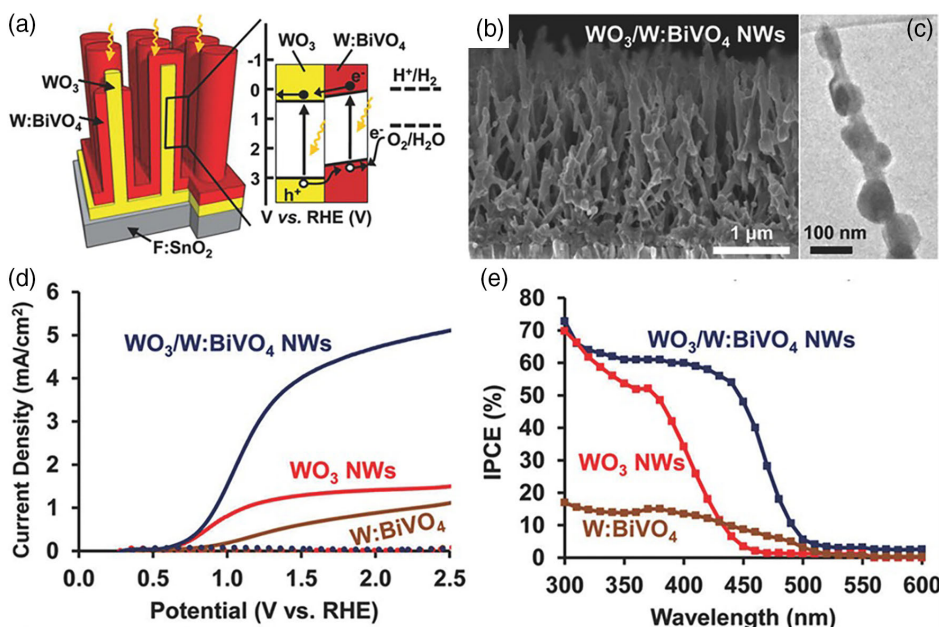 (a)
WO₃
W:BiVO₄
F:SnO₂
WO₃
W:BiVO₄
-1
0
1
2
3
V vs. RHE (V)
e⁻
H⁺/H₂
e⁻
O₂/H₂O
h⁺
(b)
WO₃/W:BiVO₄ NWs
1 µm
(c)
100 nm
(d)
Current Density (mA/cm²)
6
5
4
3
2
1
0
WO₃/W:BiVO₄ NWs
WO₃ NWs
W:BiVO₄
0.0 0.5 1.0 1.5 2.0 2.5
Potential (V vs. RHE)
(e)
IPCE (%)
80
70
60
50
40
30
20
10
0
WO₃/W:BiVO₄ NWs
WO₃ NWs
W:BiVO₄
300 350 400 450 500 550 600
Wavelength (nm)